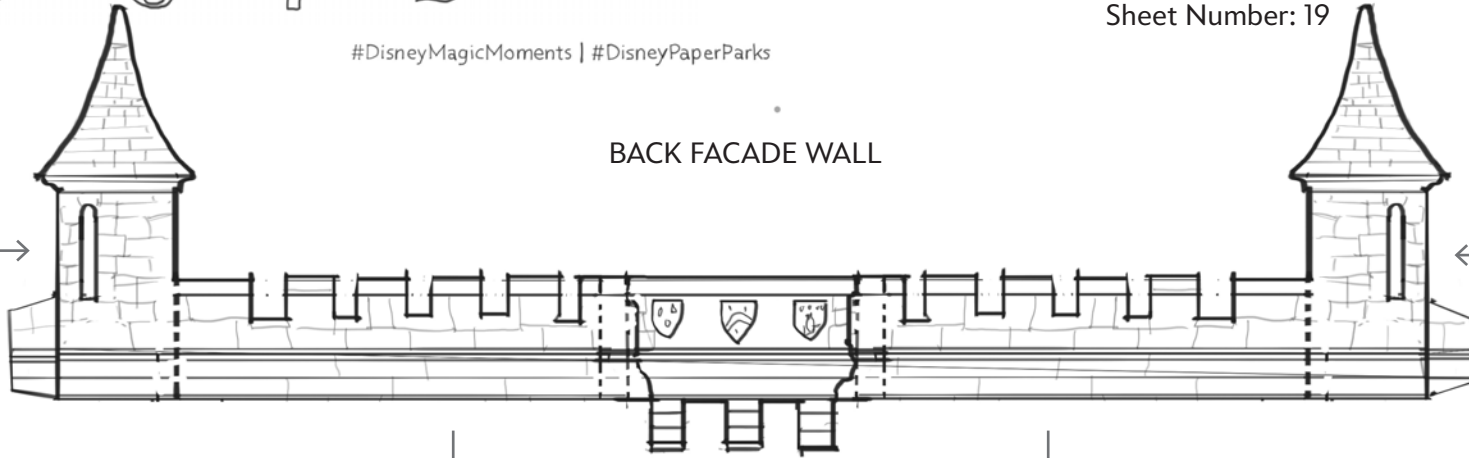 Sheet Number: 19
#DisneyMagicMoments | #DisneyPaperParks
BACK FACADE WALL